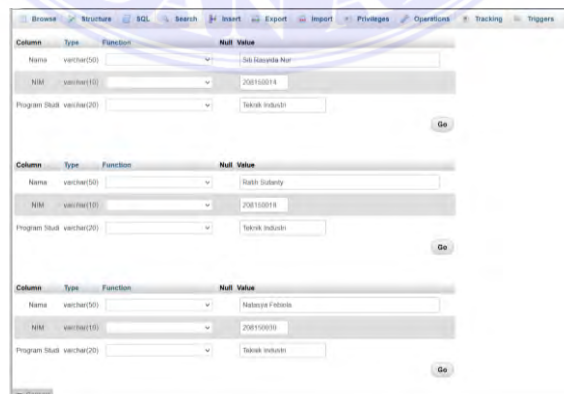 Browse Structure SQL Search Insert Export Import Privileges Operations Tracking Triggers
Column Type Function Null Value
Nama varchar(50) Siti Rasyida Nur
NIM varchar(10) 208150014
Program Studi varchar(20) Teknik Industri
Go
Column Type Function Null Value
Nama varchar(50) Ratih
NIM varchar(10)
Program Studi varchar(20) Teknik Industri
Go
Column Type Function Null Value
Nama varchar(50) Natasya
NIM varchar(10) 208150030
Program Studi varchar(20) Teknik Industri
Go